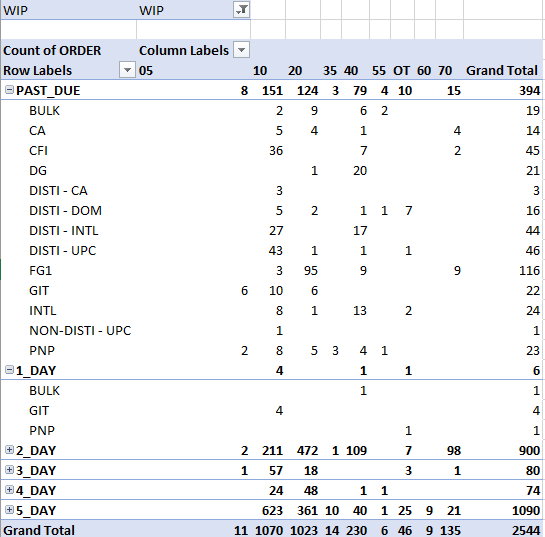 WIP WIP
Count of ORDER Column Labels
Row Labels 05 10 20 35 40 55 OT 60 70 Grand Total
PAST_DUE 8 151 124 3 79 4 10 15 394
BULK 2 9 6 2 19
CA 5 4 1 4 14
CFI 36 7 2 45
DG 1 20 21
DISTI - CA 3 3
DISTI - DOM 5 2 1 1 7 16
DISTI - INTL 27 17 44
DISTI - UPC 43 1 1 1 46
FG1 3 95 9 9 116
GIT 6 10 6 22
INTL 8 1 13 2 24
NON-DISTI - UPC 1 1
PNP 2 8 5 3 4 1 23
1_DAY 4 1 1 6
BULK 1 1
GIT 4 4
PNP 1 1
2_DAY 2 211 472 1 109 7 98 900
3_DAY 1 57 18 3 1 80
4_DAY 24 48 1 1 74
5_DAY 623 361 10 40 1 25 9 21 1090
Grand Total 11 1070 1023 14 230 6 46 9 135 2544